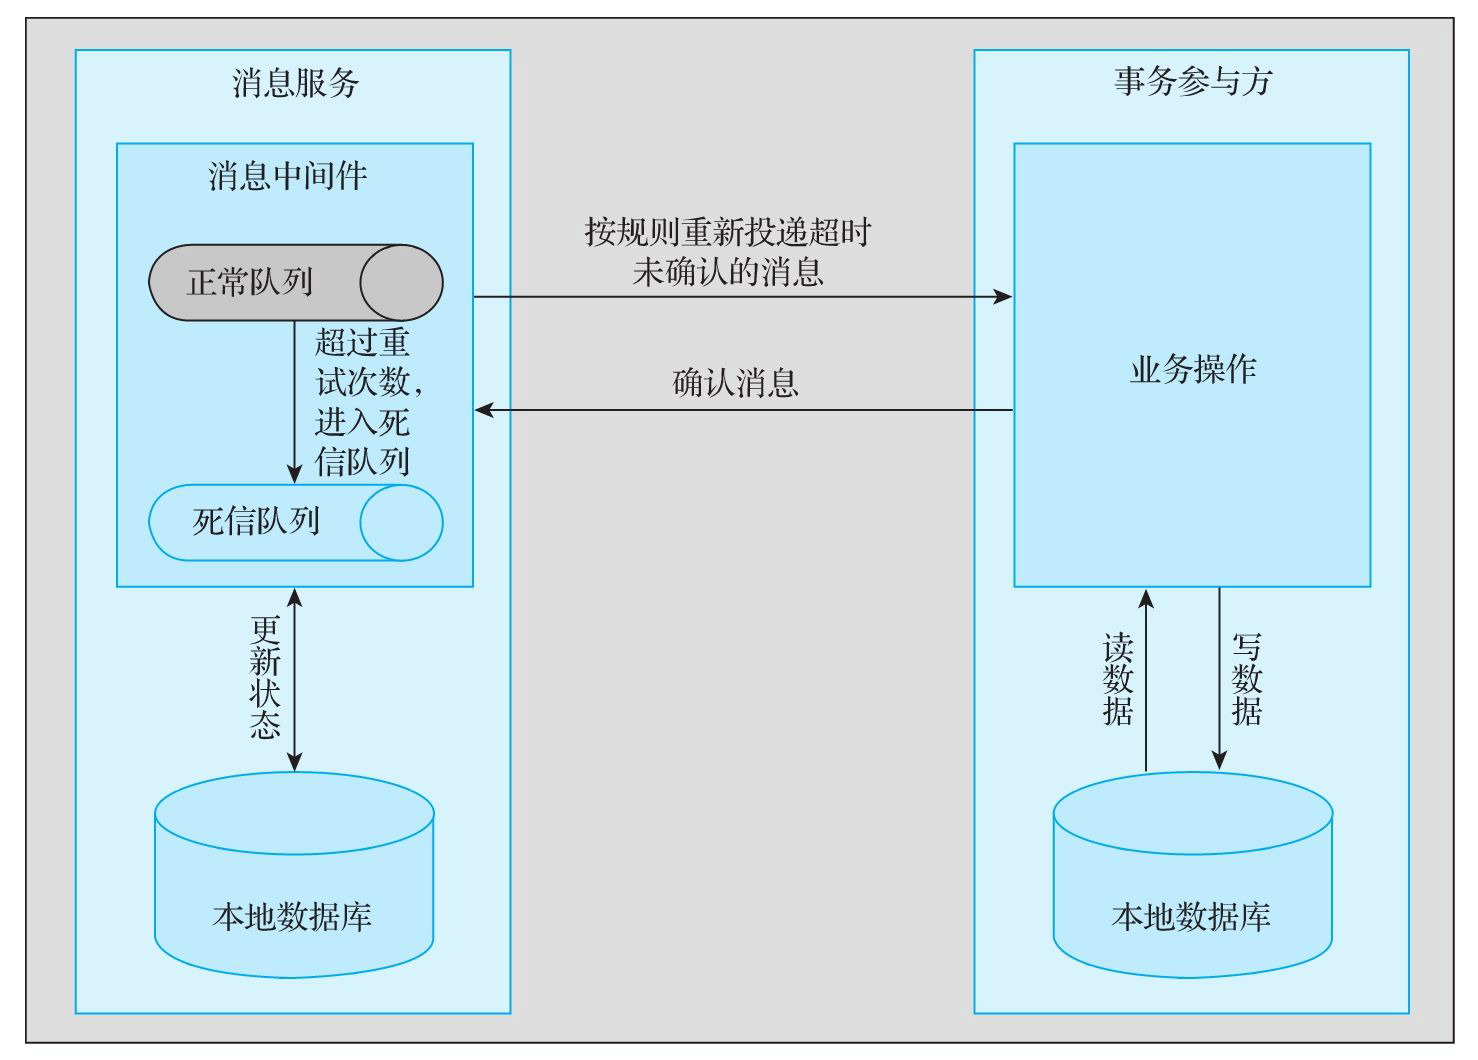 消息服务
消息中间件
正常队列
超过重
试次数，
进入死
信队列
死信队列
更新状态
本地数据库
按规则重新投递超时
未确认的消息
确认消息
事务参与方
业务操作
读数据
写数据
本地数据库